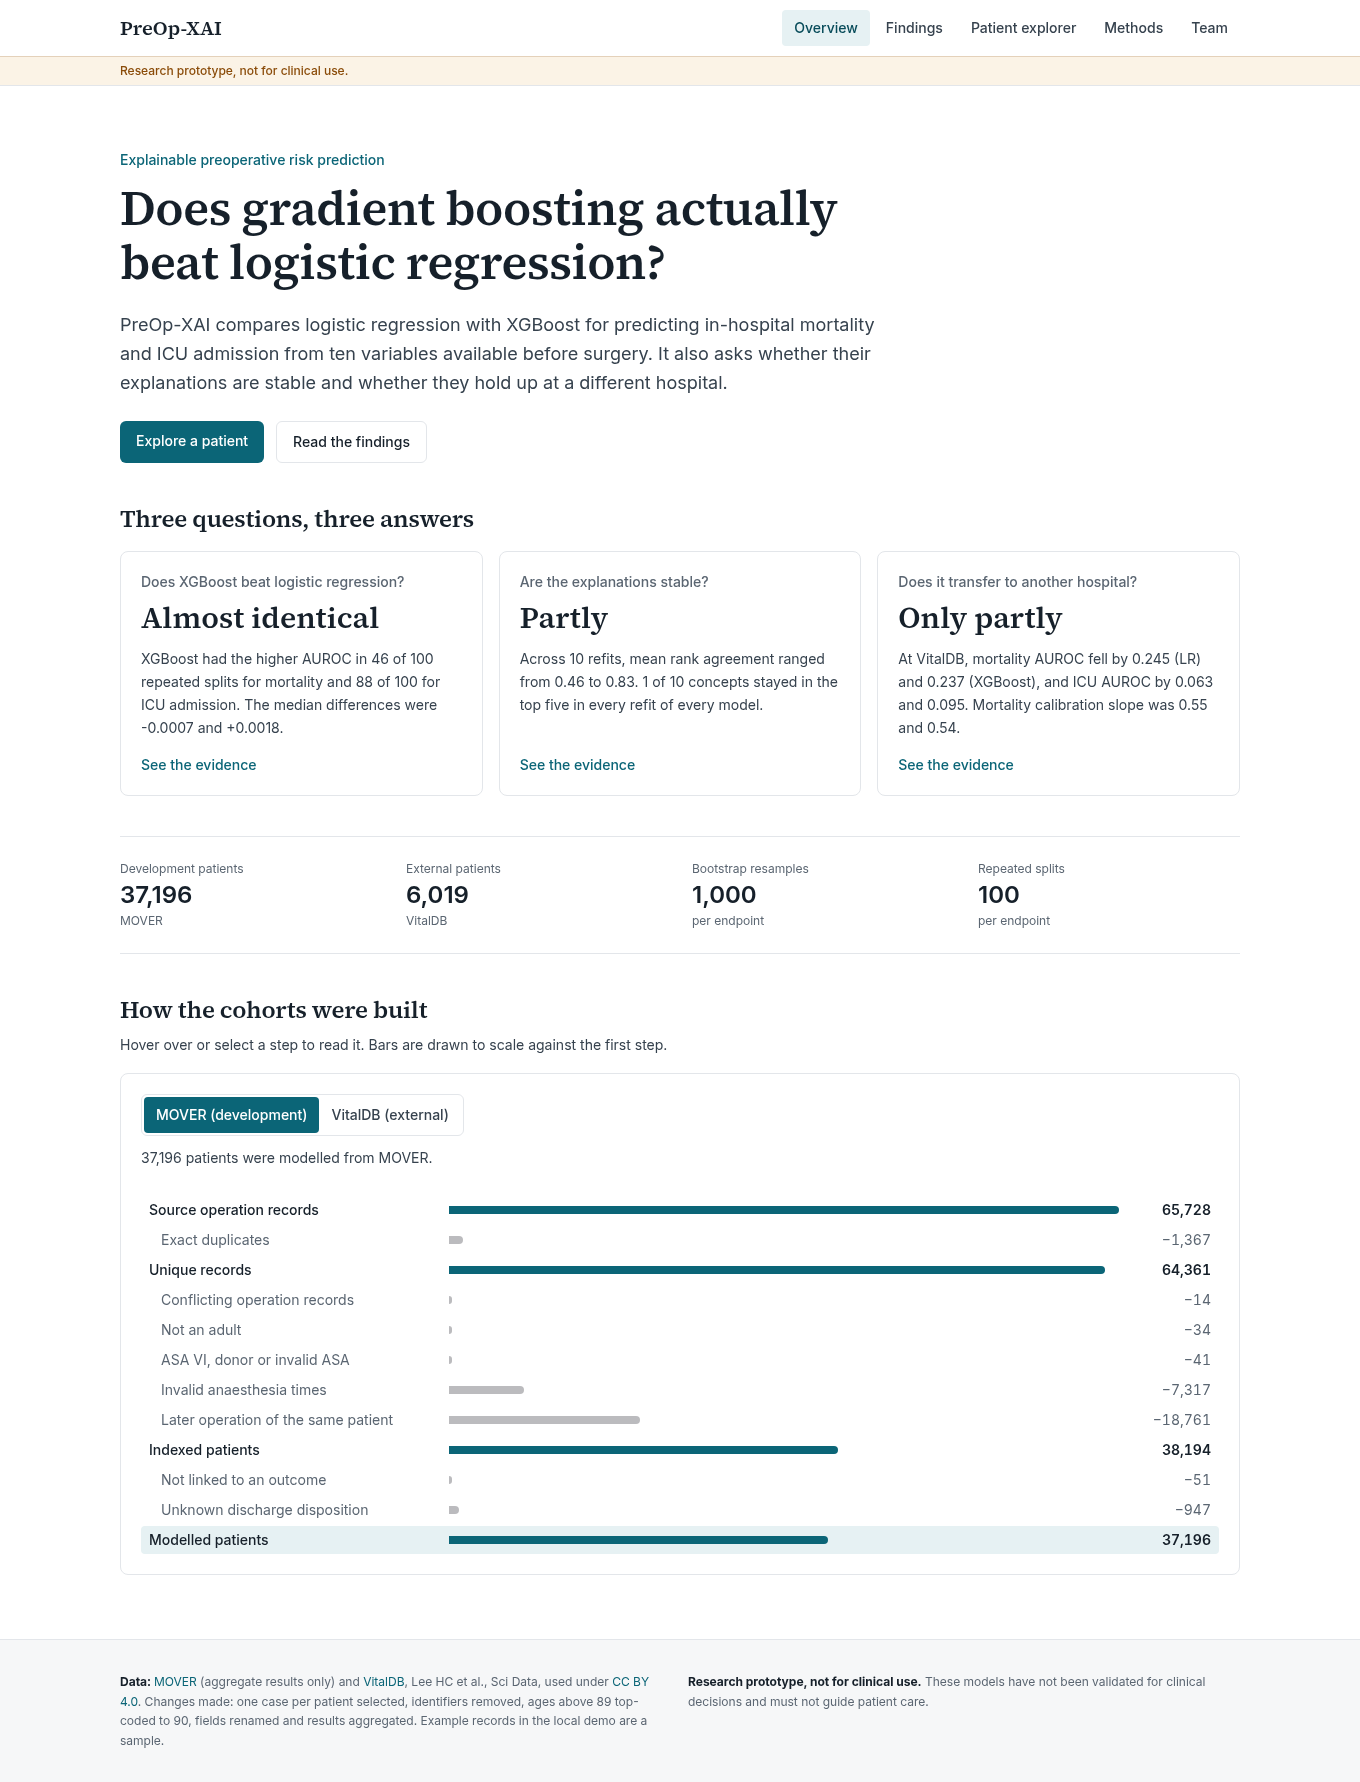 PreOp-XAI
Overview
Findings
Patient explorer
Methods
Team
Research prototype, not for clinical use.
Explainable preoperative risk prediction
Does gradient boosting actually
beat logistic regression?
PreOp-XAI compares logistic regression with XGBoost for predicting in-hospital mortality
and ICU admission from ten variables available before surgery. It also asks whether their
explanations are stable and whether they hold up at a different hospital.
Explore a patient
Read the findings
Three questions, three answers
Does XGBoost beat logistic regression?
Almost identical
XGBoost had the higher AUROC in 46 of 100
repeated splits for mortality and 88 of 100 for
ICU admission. The median differences were
-0.0007 and +0.0018.
See the evidence
Are the explanations stable?
Partly
Across 10 refits, mean rank agreement ranged
from 0.46 to 0.83. 1 of 10 concepts stayed in the
top five in every refit of every model.
See the evidence
Does it transfer to another hospital?
Only partly
At VitalDB, mortality AUROC fell by 0.245 (LR)
and 0.237 (XGBoost), and ICU AUROC by 0.063
and 0.095. Mortality calibration slope was 0.55
and 0.54.
See the evidence
Development patients
37,196
MOVER
External patients
6,019
VitalDB
Bootstrap resamples
1,000
per endpoint
Repeated splits
100
per endpoint
How the cohorts were built
Hover over or select a step to read it. Bars are drawn to scale against the first step.
MOVER (development)
VitalDB (external)
37,196 patients were modelled from MOVER.
Source operation records 65,728
Exact duplicates −1,367
Unique records 64,361
Conflicting operation records −14
Not an adult −34
ASA VI, donor or invalid ASA −41
Invalid anaesthesia times −7,317
Later operation of the same patient −18,761
Indexed patients 38,194
Not linked to an outcome −51
Unknown discharge disposition −947
Modelled patients 37,196
Data: MOVER (aggregate results only) and VitalDB, Lee HC et al., Sci Data, used under CC BY
4.0. Changes made: one case per patient selected, identifiers removed, ages above 89 top-
coded to 90, fields renamed and results aggregated. Example records in the local demo are a
sample.
Research prototype, not for clinical use. These models have not been validated for clinical
decisions and must not guide patient care.